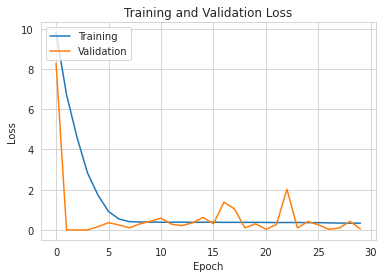 Training and Validation Loss
Training
Validation
Loss
10
8
6
4
2
0
0 5 10 15 20 25 30
Epoch